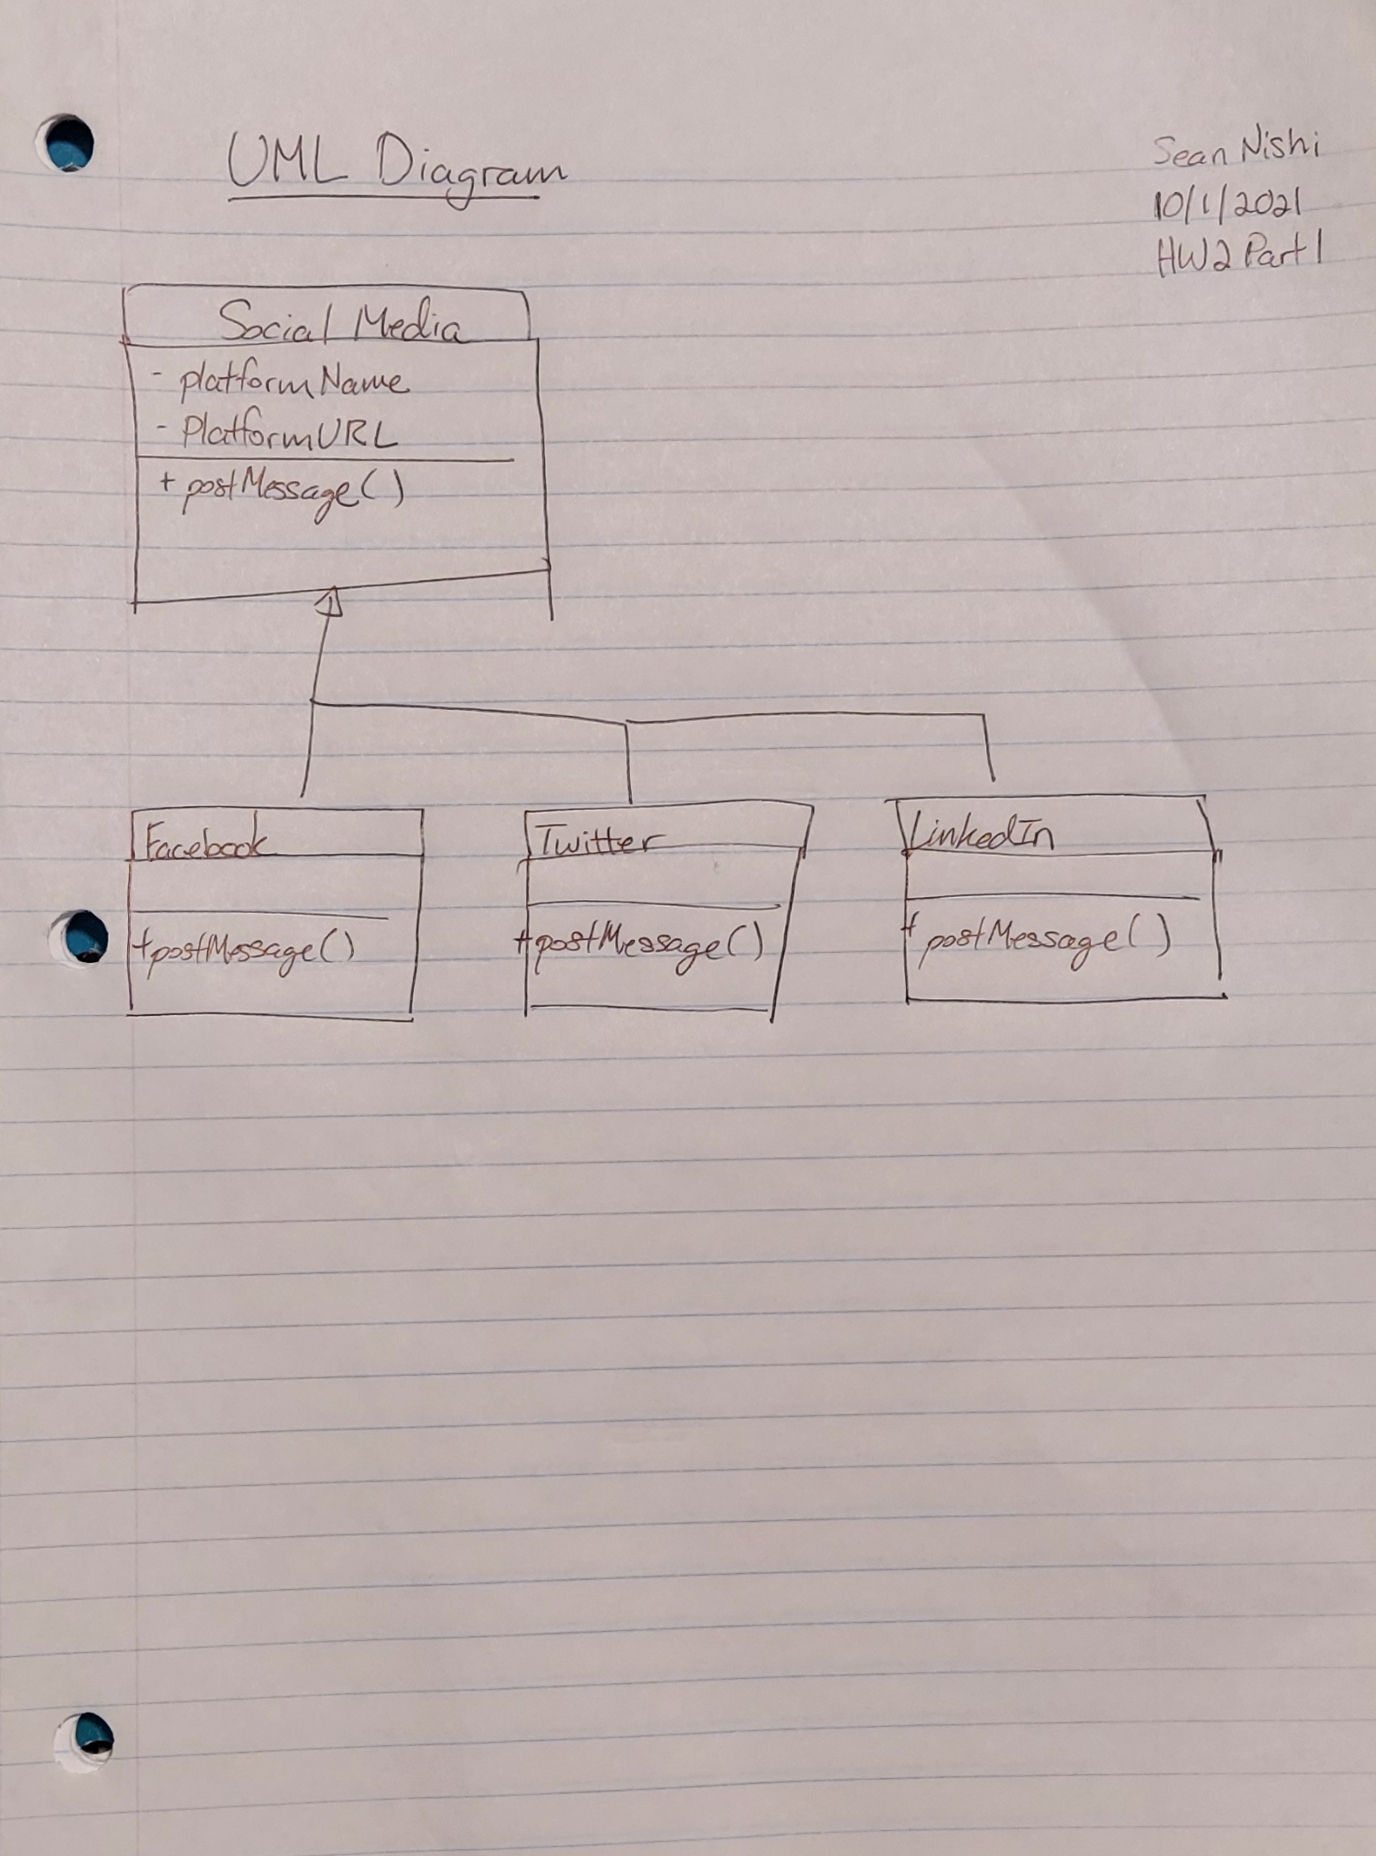 UML Diagram
Sean Nishi
10/1/2021
HW2 Part 1
Social Media
- platformName
- PlatformURL
+ postMessage()
Facebook
+postMessage()
Twitter
+postMessage()
LinkedIn
+ postMessage()